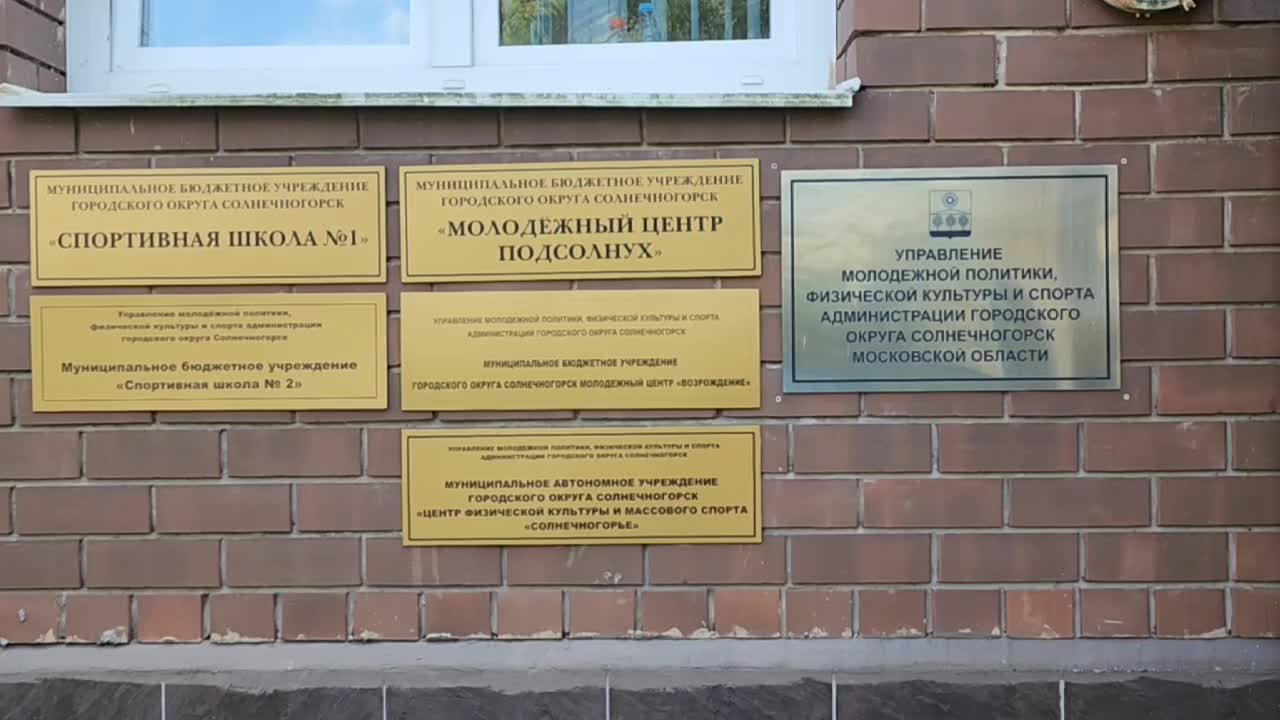 МУНИЦИПАЛЬНОЕ БЮДЖЕТНОЕ УЧРЕЖДЕНИЕ
ГОРОДСКОГО ОКРУГА СОЛНЕЧНОГОРСК
«СПОРТИВНАЯ ШКОЛА №1»
Управление молодёжной политики,
физической культуры и спорта администрации
городского округа Солнечногорск
Муниципальное бюджетное учреждение
«Спортивная школа № 2»
МУНИЦИПАЛЬНОЕ БЮДЖЕТНОЕ УЧРЕЖДЕНИЕ
ГОРОДСКОГО ОКРУГА СОЛНЕЧНОГОРСК
«МОЛОДЕЖНЫЙ ЦЕНТР
ПОДСОЛНУХ»
УПРАВЛЕНИЕ МОЛОДЕЖНОЙ ПОЛИТИКИ, ФИЗИЧЕСКОЙ КУЛЬТУРЫ И СПОРТА
АДМИНИСТРАЦИИ ГОРОДСКОГО ОКРУГА СОЛНЕЧНОГОРСК
МУНИЦИПАЛЬНОЕ БЮДЖЕТНОЕ УЧРЕЖДЕНИЕ
ГОРОДСКОГО ОКРУГА СОЛНЕЧНОГОРСК МОЛОДЕЖНЫЙ ЦЕНТР «ВОЗРОЖДЕНИЕ»
УПРАВЛЕНИЕ МОЛОДЕЖНОЙ ПОЛИТИКИ, ФИЗИЧЕСКОЙ КУЛЬТУРЫ И СПОРТА
АДМИНИСТРАЦИИ ГОРОДСКОГО ОКРУГА СОЛНЕЧНОГОРСК
МУНИЦИПАЛЬНОЕ АВТОНОМНОЕ УЧРЕЖДЕНИЕ
ГОРОДСКОГО ОКРУГА СОЛНЕЧНОГОРСК
«ЦЕНТР ФИЗИЧЕСКОЙ КУЛЬТУРЫ И МАССОВОГО СПОРТА
«СОЛНЕЧНОГОРЬЕ»
УПРАВЛЕНИЕ
МОЛОДЕЖНОЙ ПОЛИТИКИ,
ФИЗИЧЕСКОЙ КУЛЬТУРЫ И СПОРТА
АДМИНИСТРАЦИИ ГОРОДСКОГО
ОКРУГА СОЛНЕЧНОГОРСК
МОСКОВСКОЙ ОБЛАСТИ